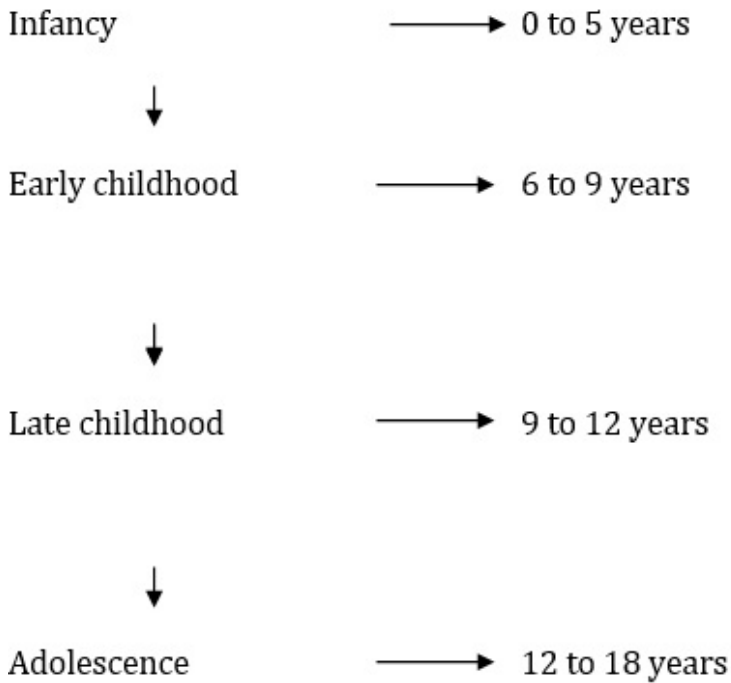 Infancy 0 to 5 years
Early childhood 6 to 9 years
Late childhood 9 to 12 years
Adolescence 12 to 18 years